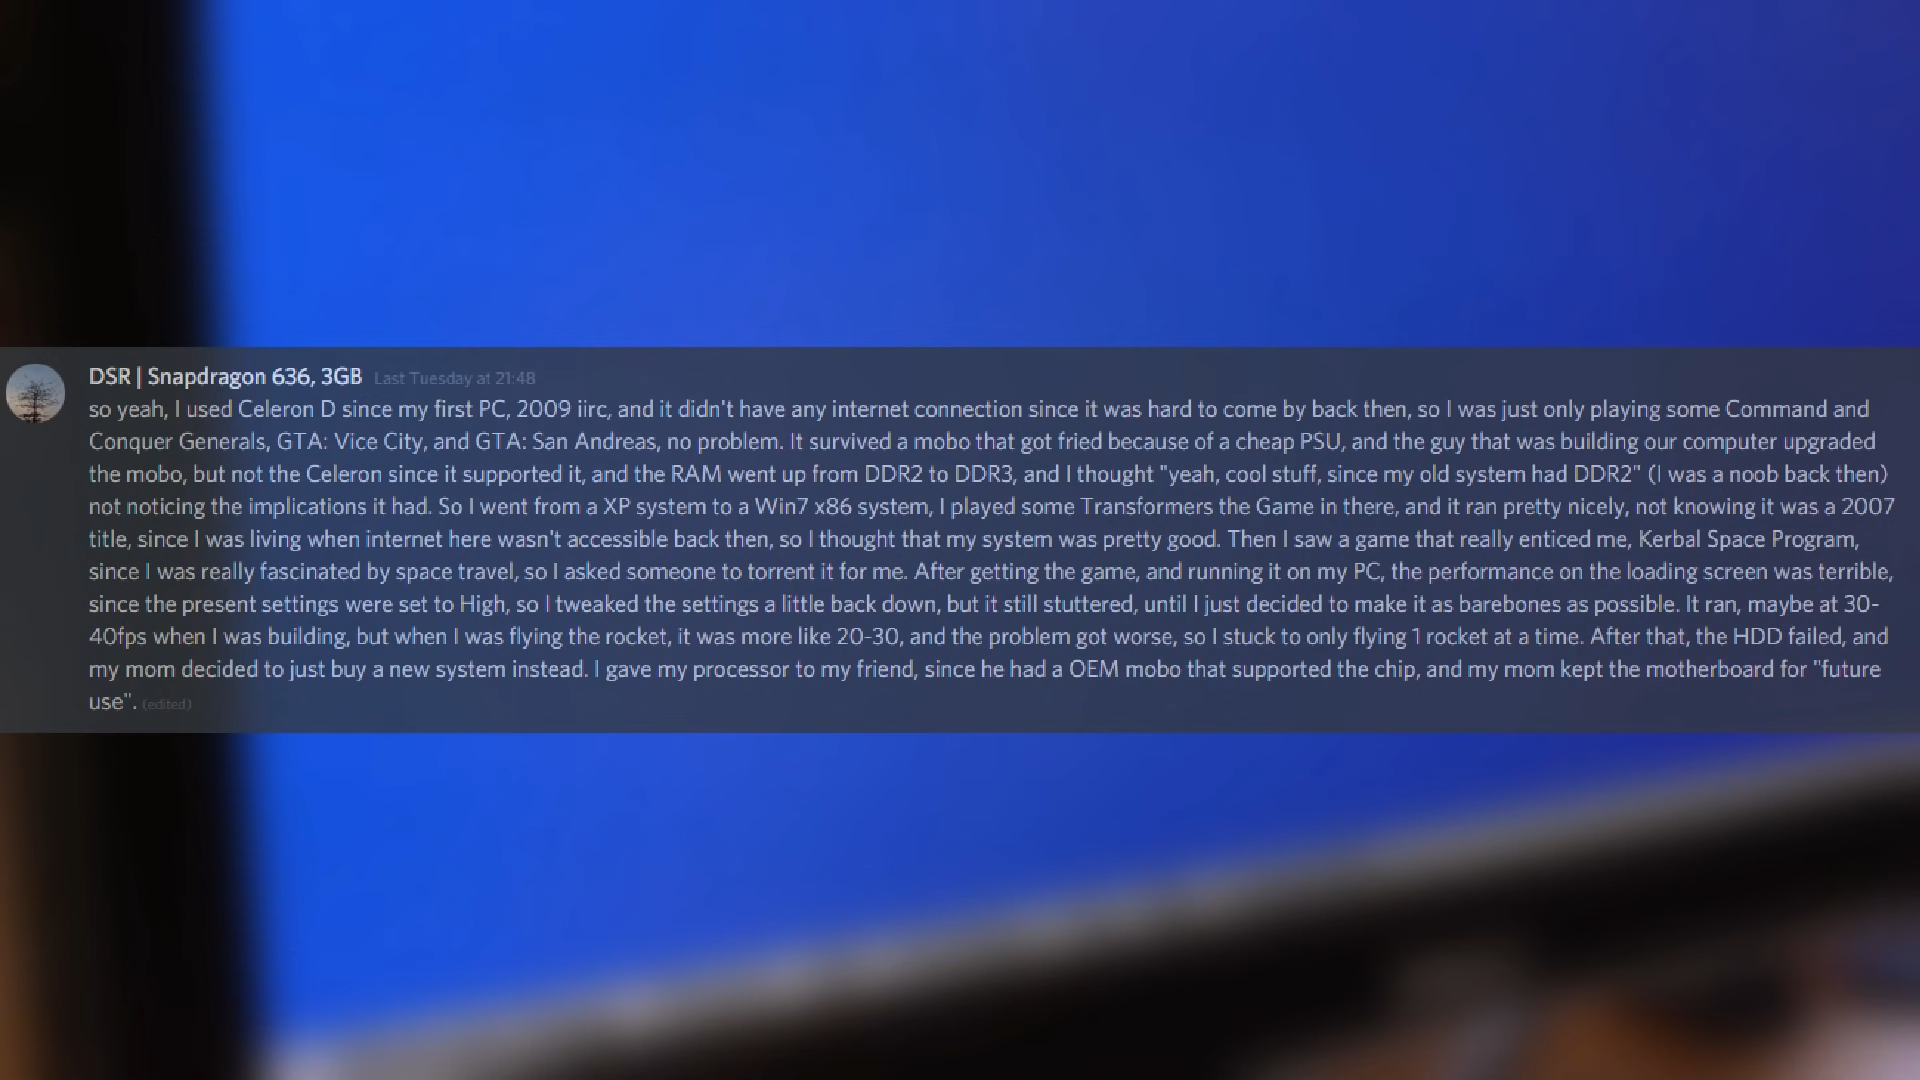 DSR | Snapdragon 636, 3GB Last Tuesday at 21:48
so yeah, I used Celeron D since my first PC, 2009 iirc, and it didn't have any internet connection since it was hard to come by back then, so I was just only playing some Command and
Conquer Generals, GTA: Vice City, and GTA: San Andreas, no problem. It survived a mobo that got fried because of a cheap PSU, and the guy that was building our computer upgraded
the mobo, but not the Celeron since it supported it, and the RAM went up from DDR2 to DDR3, and I thought "yeah, cool stuff, since my old system had DDR2" (I was a noob back then)
not noticing the implications it had. So I went from a XP system to a Win7 x86 system, I played some Transformers the Game in there, and it ran pretty nicely, not knowing it was a 2007
title, since I was living when internet here wasn't accessible back then, so I thought that my system was pretty good. Then I saw a game that really enticed me, Kerbal Space Program,
since I was really fascinated by space travel, so I asked someone to torrent it for me. After getting the game, and running it on my PC, the performance on the loading screen was terrible,
since the present settings were set to High, so I tweaked the settings a little back down, but it still stuttered, until I just decided to make it as barebones as possible. It ran, maybe at 30-
40fps when I was building, but when I was flying the rocket, it was more like 20-30, and the problem got worse, so I stuck to only flying 1 rocket at a time. After that, the HDD failed, and
my mom decided to just buy a new system instead. I gave my processor to my friend, since he had a OEM mobo that supported the chip, and my mom kept the motherboard for "future
use". (edited)